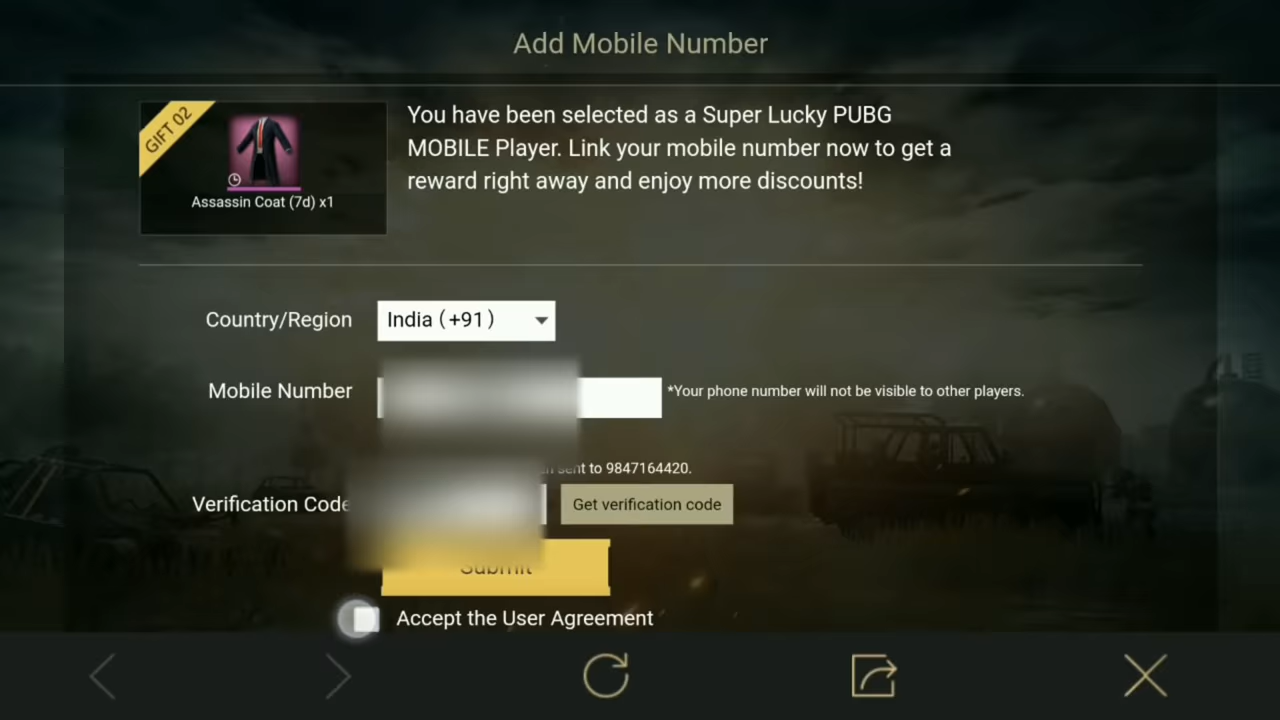 Add Mobile Number
GIFT 02
Assassin Coat (7d) x1
You have been selected as a Super Lucky PUBG
MOBILE Player. Link your mobile number now to get a
reward right away and enjoy more discounts!
Country/Region
India (+91)
Mobile Number
*Your phone number will not be visible to other players.
sent to 9847164420.
Verification Code
Get verification code
Submit
Accept the User Agreement